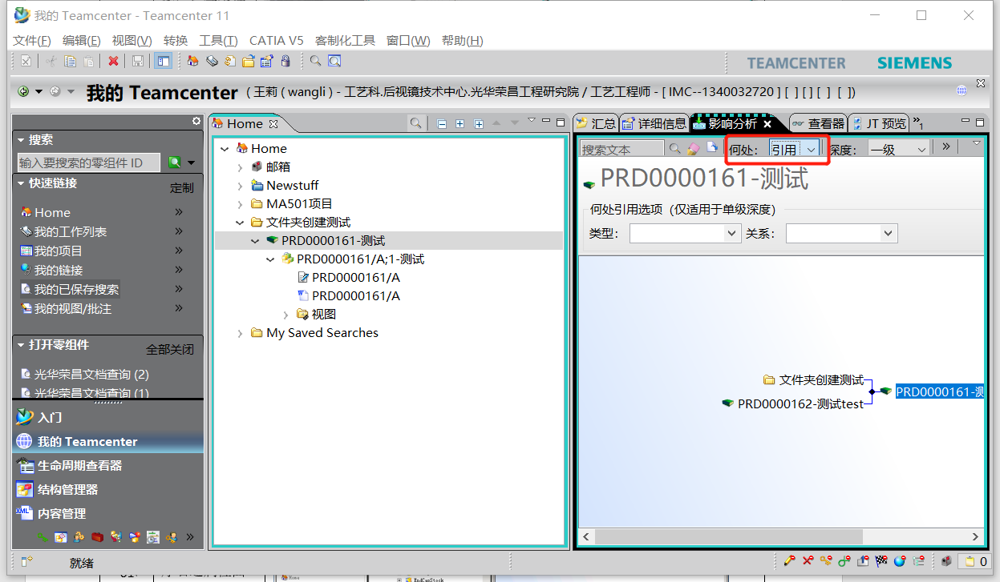 我的 Teamcenter - Teamcenter 11
文件(F) 编辑(E) 视图(V) 转换 工具(T) CATIA V5 客制化工具 窗口(W) 帮助(H)
TEAMCENTER SIEMENS
我的 Teamcenter ( 王莉 ( wangli ) - 工艺科.后视镜技术中心.光华荣昌工程研究院 / 工艺工程师 - [ IMC--1340032720 ] [ ] [ ] [ ] [ ])
搜索
输入要搜索的零组件 ID
快速链接
定制
Home »
我的工作列表 »
我的项目 »
我的链接 »
我的已保存搜索 »
我的视图/批注 »
打开零组件
全部关闭
光华荣昌文档查询 (2)
光华荣昌文档查询 (1)
入门
我的 Teamcenter
生命周期查看器
结构管理器
内容管理
»
就绪
Home
Home
邮箱
Newstuff
MA501项目
文件夹创建测试
PRD0000161-测试
PRD0000161/A;1-测试
PRD0000161/A
PRD0000161/A
视图
My Saved Searches
汇总 详细信息 影响分析 查看器 JT 预览 »1
搜索文本 何处: 引用 深度: 一级 »
PRD0000161-测试
何处引用选项（仅适用于单级深度）
类型: 关系:
文件夹创建测试
PRD0000162-测试test
PRD0000161-测
0
EndCapStock